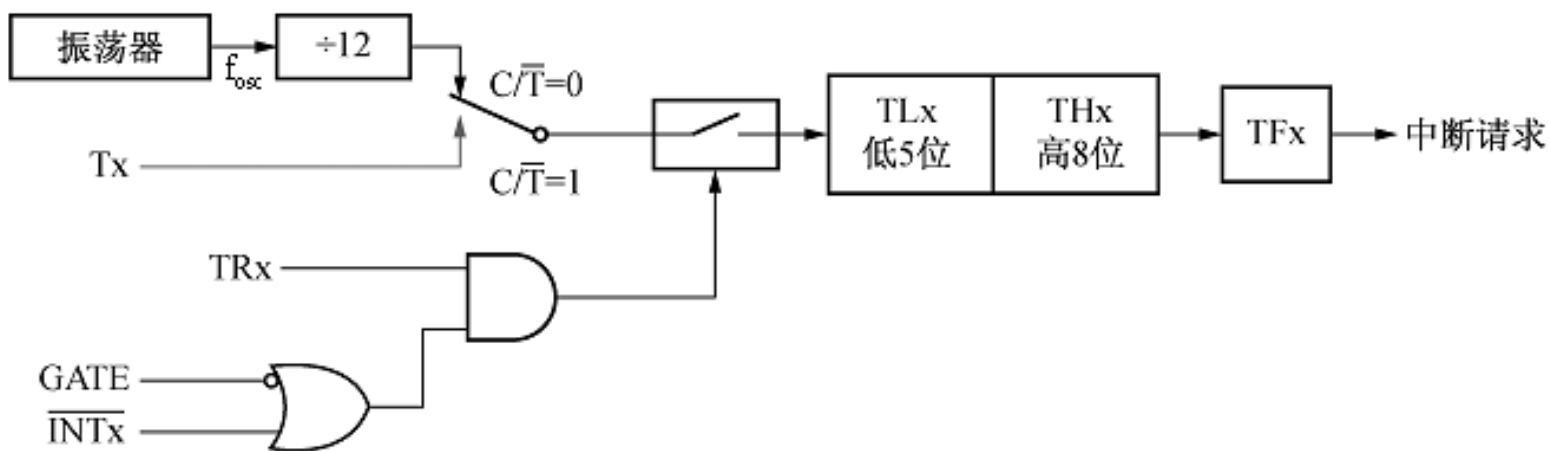 振荡器
fosc
÷12
C/T̅=0
Tx
C/T̅=1
TLx
低5位
THx
高8位
TFx
中断请求
TRx
GATE
I̅N̅T̅x̅